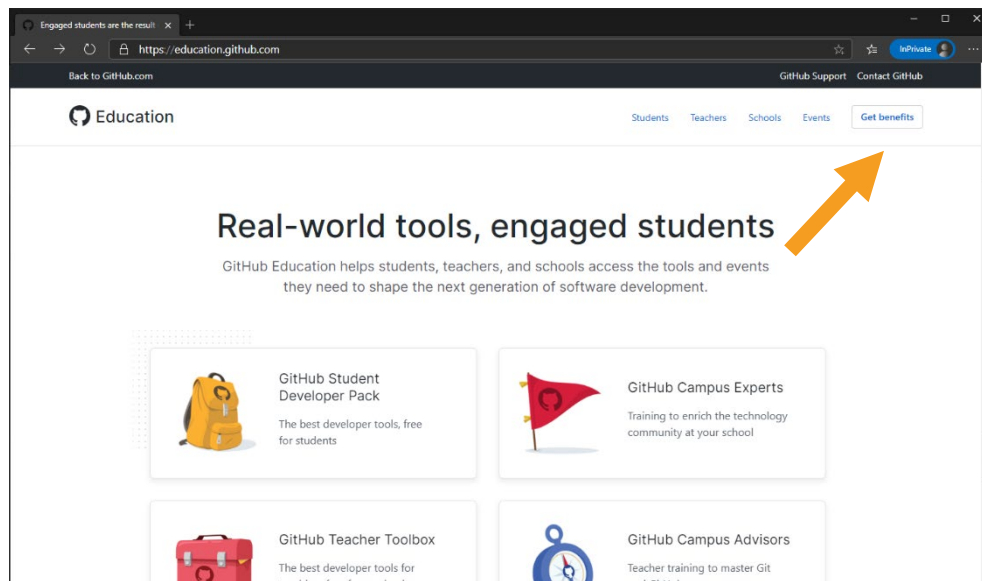 Engaged students are the result
https://education.github.com
InPrivate
Back to GitHub.com
GitHub Support
Contact GitHub
Education
Students
Teachers
Schools
Events
Get benefits
Real-world tools, engaged students
GitHub Education helps students, teachers, and schools access the tools and events
they need to shape the next generation of software development.
GitHub Student
Developer Pack
The best developer tools, free
for students
GitHub Campus Experts
Training to enrich the technology
community at your school
GitHub Teacher Toolbox
The best developer tools for
GitHub Campus Advisors
Teacher training to master Git